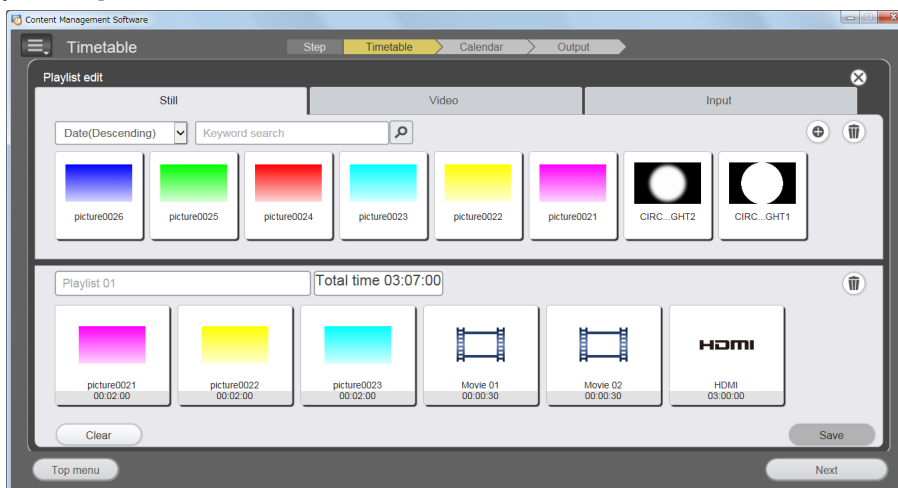 Content Management Software
Timetable
Step Timetable Calendar Output
Playlist edit
Still Video Input
Date(Descending) Keyword search
picture0026 picture0025 picture0024 picture0023 picture0022 picture0021 CIRC...GHT2 CIRC...GHT1
Playlist 01 Total time 03:07:00
HDMI
picture0021 picture0022 picture0023 Movie 01 Movie 02 HDMI
00:02:00 00:02:00 00:02:00 00:00:30 00:00:30 03:00:00
Clear Save
Top menu Next